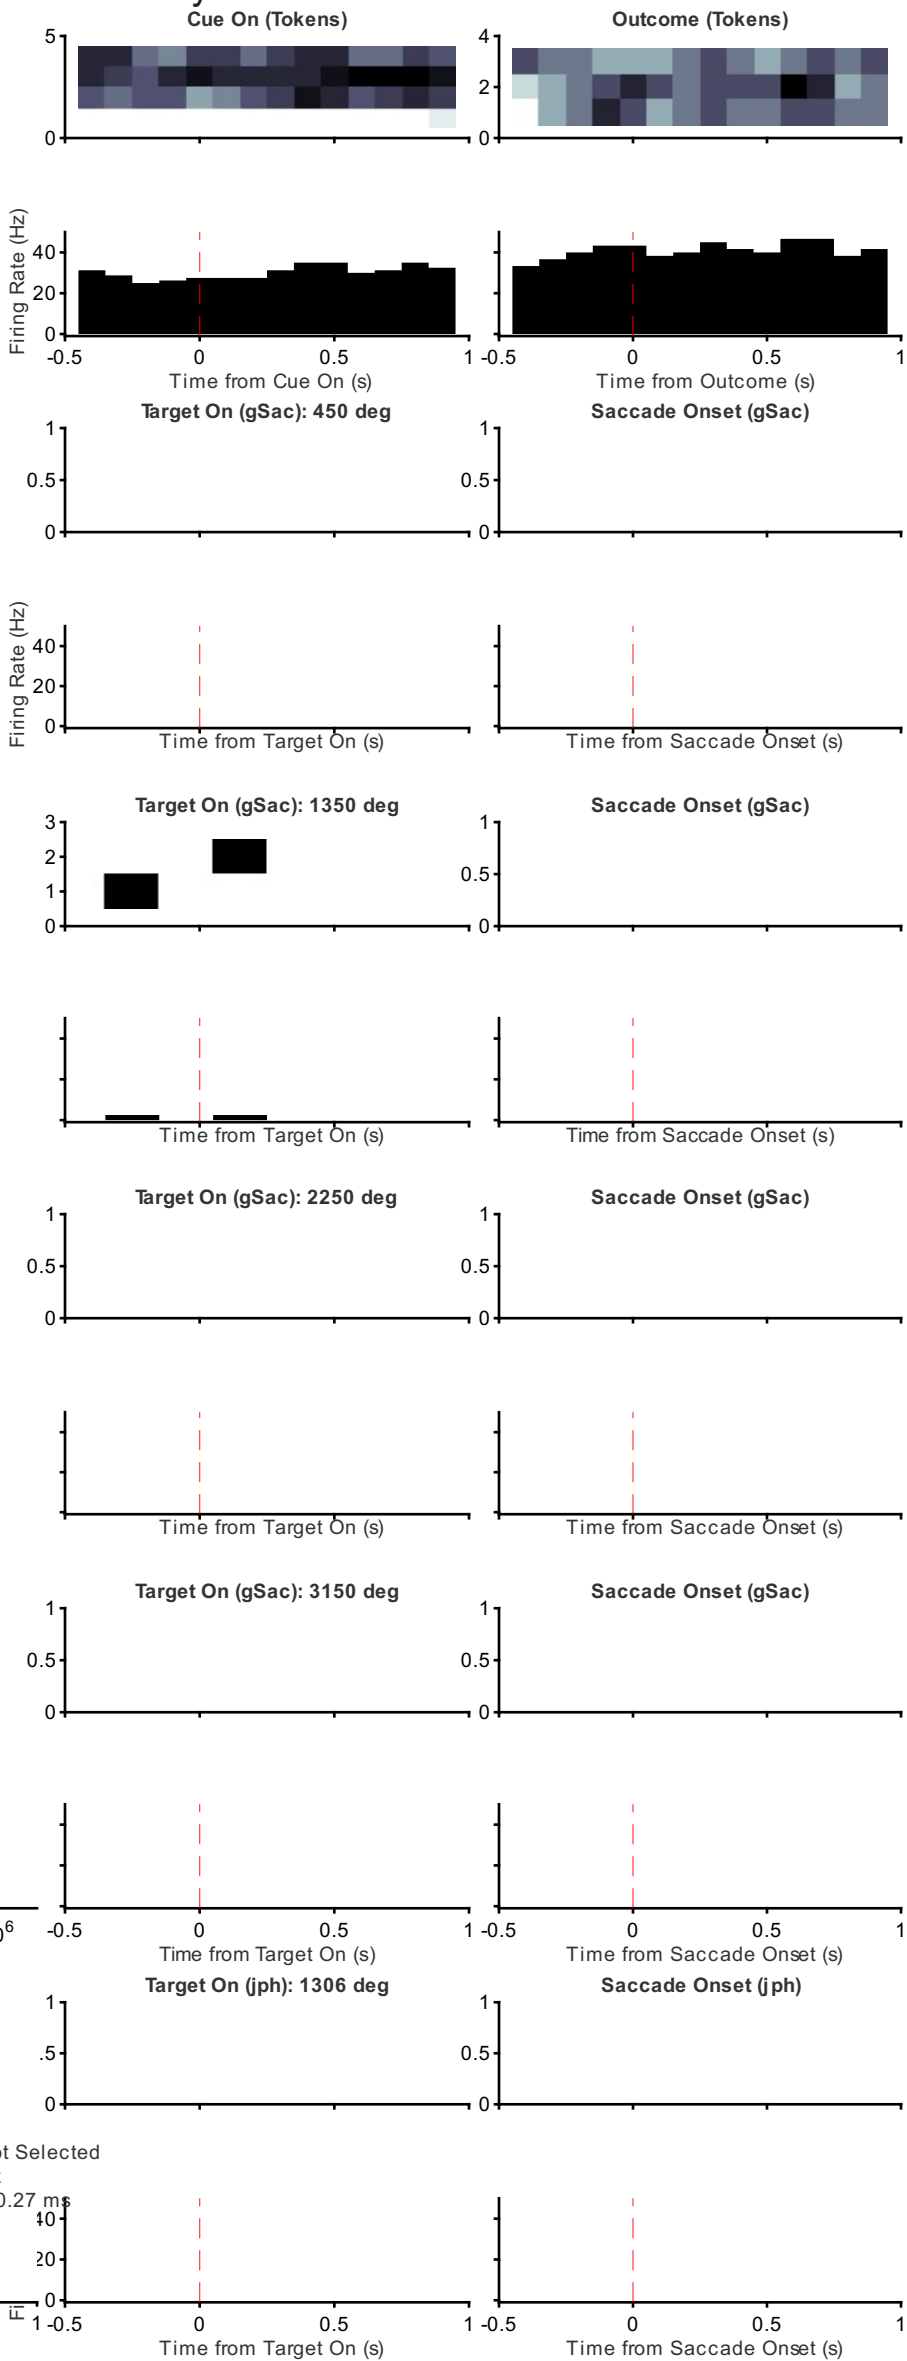 Cue On (Tokens) Outcome (Tokens)
5 4
2
0 0
Firing Rate (Hz)
40
20
0
-0.5 0 0.5 1 -0.5 0 0.5 1
Time from Cue On (s) Time from Outcome (s)
Target On (gSac): 450 deg Saccade Onset (gSac)
1 1
0.5 0.5
0 0
Firing Rate (Hz)
40
20
0
Time from Target On (s) Time from Saccade Onset (s)
Target On (gSac): 1350 deg Saccade Onset (gSac)
3 1
2 0.5
1
0 0
Time from Target On (s) Time from Saccade Onset (s)
Target On (gSac): 2250 deg Saccade Onset (gSac)
1 1
0.5 0.5
0 0
Time from Target On (s) Time from Saccade Onset (s)
Target On (gSac): 3150 deg Saccade Onset (gSac)
1 1
0.5 0.5
0 0
6
-0.5 0 0.5 1 -0.5 0 0.5 1
Time from Target On (s) Time from Saccade Onset (s)
Target On (jph): 1306 deg Saccade Onset (jph)
1 1
.5 0.5
0 0
Selected
0.27 ms
40
20
0
Fi
1 -0.5 0 0.5 1 -0.5 0 0.5 1
Time from Target On (s) Time from Saccade Onset (s)